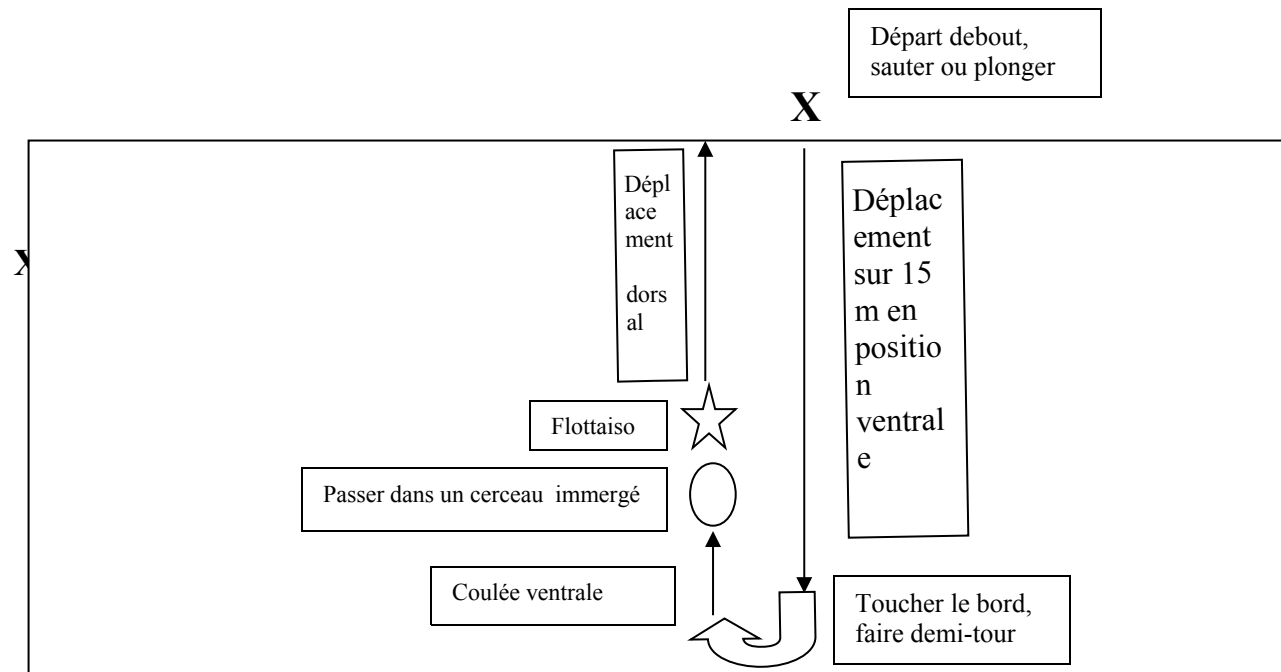 Départ debout,
sauter ou plonger
X
X
Dépl
ace
ment
dors
al
Déplac
ement
sur 15
m en
positio
n
ventral
e
Flottaiso
Passer dans un cerceau immergé
Coulée ventrale
Toucher le bord,
faire demi-tour